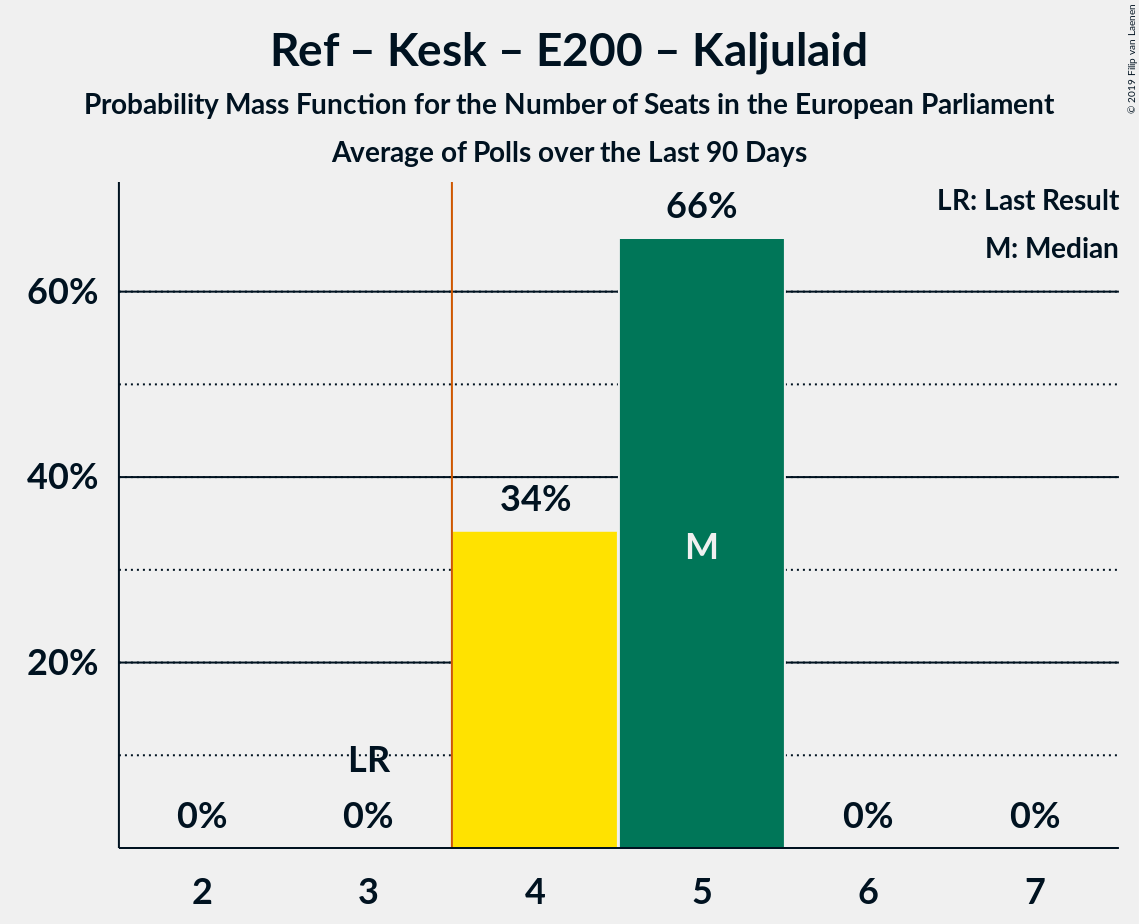 Ref – Kesk – E200 – Kaljulaid
Probability Mass Function for the Number of Seats in the European Parliament
Average of Polls over the Last 90 Days
© 2019 Filip van Laenen
LR: Last Result
M: Median
66%
60%
40%
34%
M
20%
LR
0% 0% 0% 0%
2 3 4 5 6 7